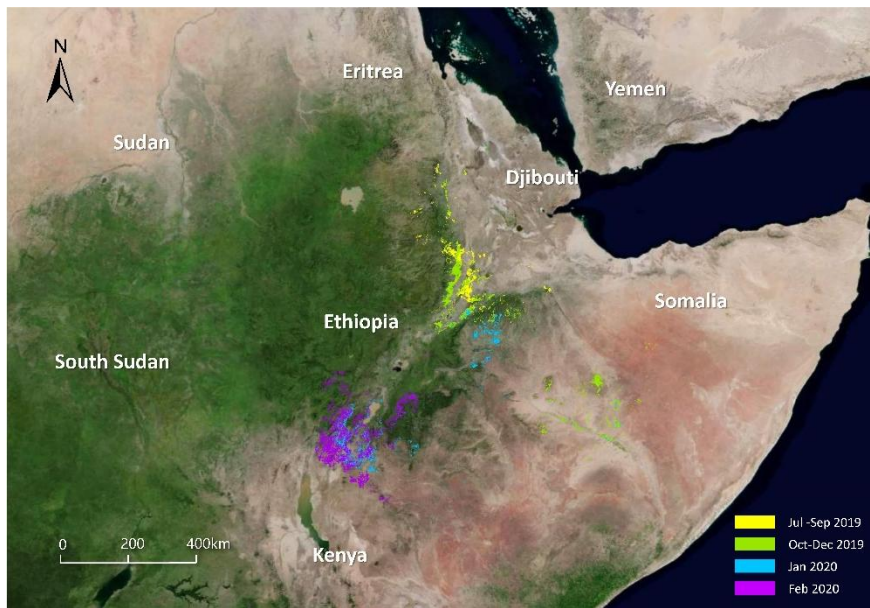 N
Eritrea
Yemen
Sudan
Djibouti
Somalia
Ethiopia
South Sudan
Kenya
0 200 400km
Jul -Sep 2019
Oct-Dec 2019
Jan 2020
Feb 2020